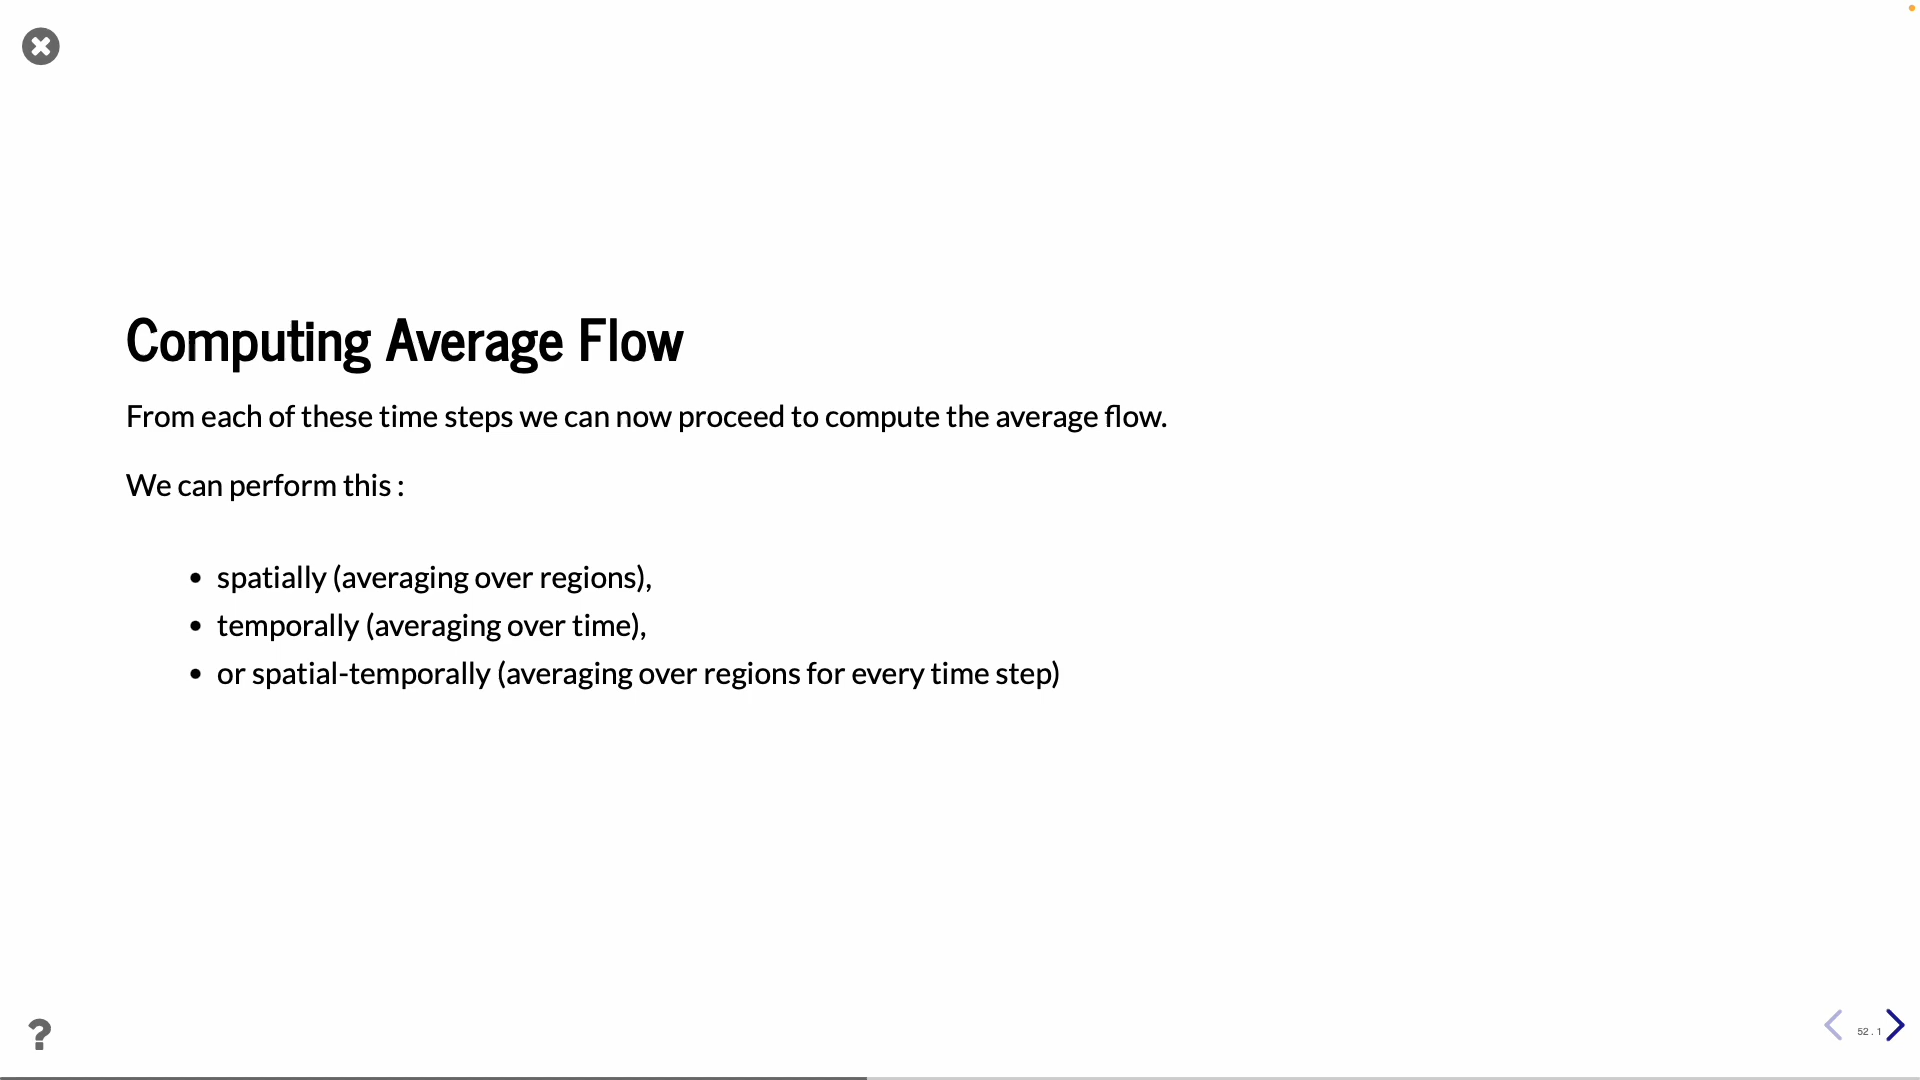 Computing Average Flow
From each of these time steps we can now proceed to compute the average flow.
We can perform this :
• spatially (averaging over regions),
• temporally (averaging over time),
• or spatial-temporally (averaging over regions for every time step)
?
52 . 1